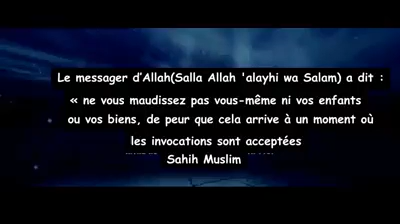 Le messager d’Allah(Salla Allah 'alayhi wa Salam) a dit :
« ne vous maudissez pas vous-même ni vos enfants
ou vos biens, de peur que cela arrive à un moment où
les invocations sont acceptées
Sahih Muslim